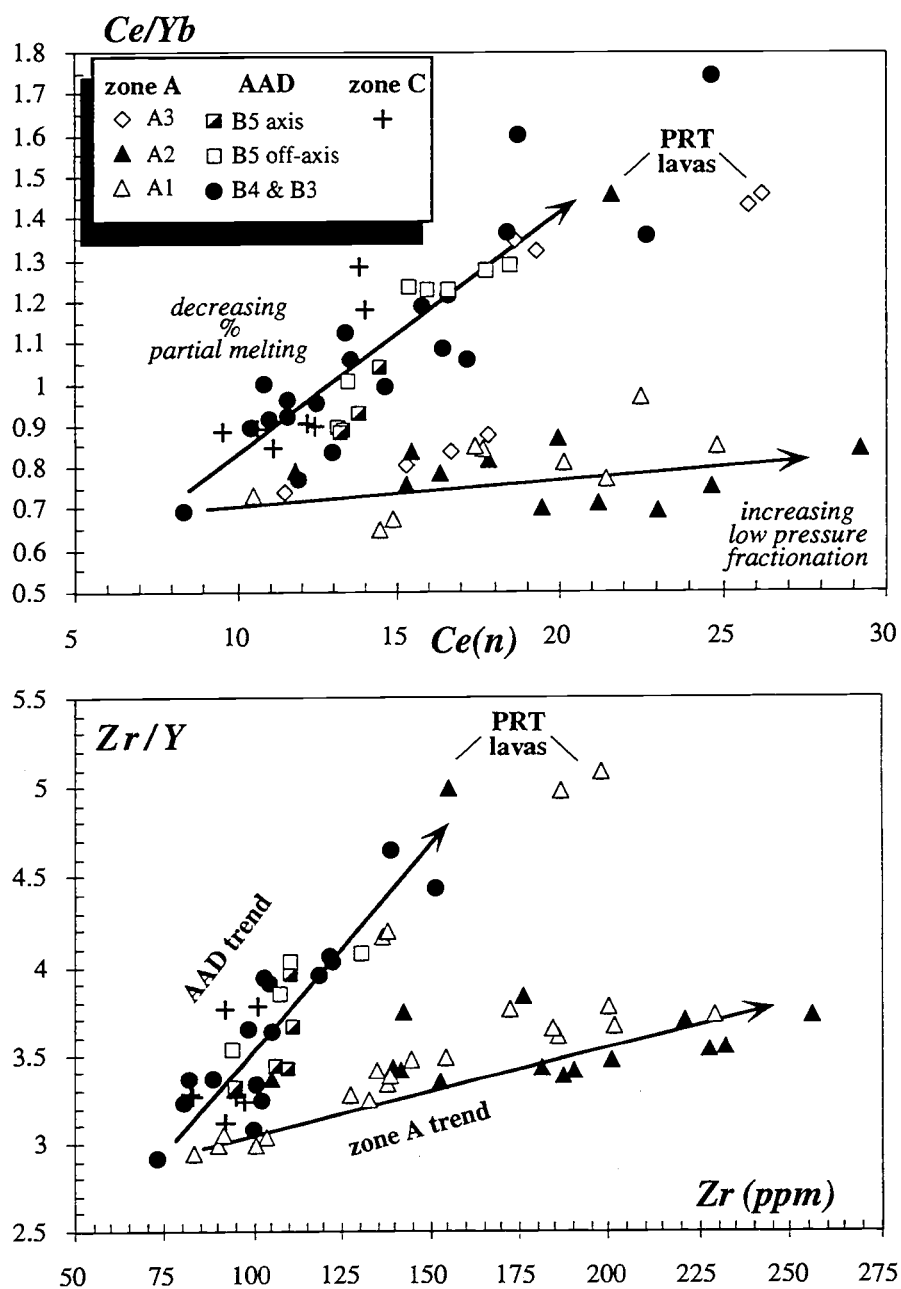 Ce/Yb
1.8
1.7
1.6
1.5
1.4
1.3
1.2
1.1
1
0.9
0.8
0.7
0.6
0.5
zone A AAD zone C
A3 B5 axis
A2 B5 off-axis
A1 B4 & B3
PRT
lavas
decreasing
%
partial melting
increasing
low pressure
fractionation
5 10 15 20 25 30
Ce(n)
Zr/Y
5.5
5
4.5
4
3.5
3
2.5
PRT
lavas
AAD trend
zone A trend
Zr (ppm)
50 75 100 125 150 175 200 225 250 275